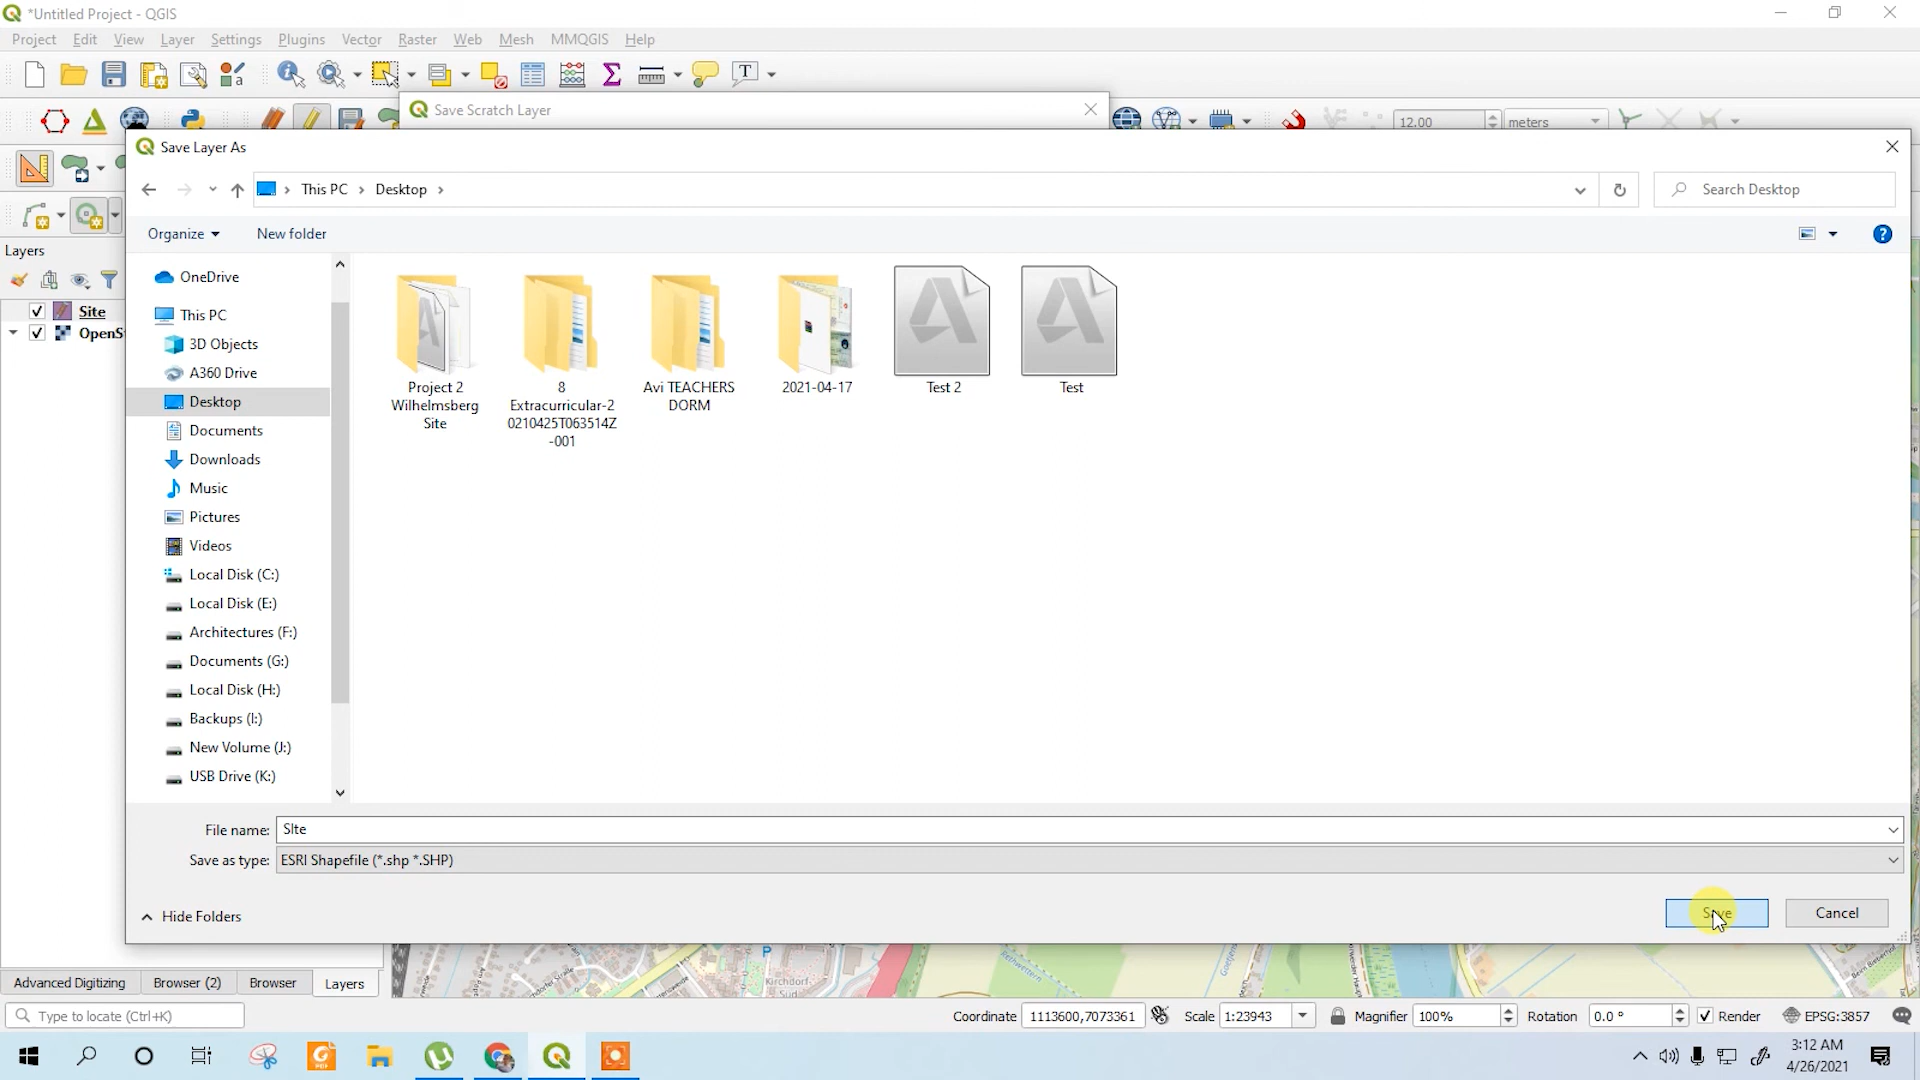 *Untitled Project - QGIS
Project Edit View Layer Settings Plugins Vector Raster Web Mesh MMQGIS Help
Save Scratch Layer
12.00 meters
Save Layer As
This PC Desktop
Search Desktop
Organize New folder
Layers
Site
OpenSt
OneDrive
This PC
3D Objects
A360 Drive
Desktop
Documents
Downloads
Music
Pictures
Videos
Local Disk (C:)
Local Disk (E:)
Architectures (F:)
Documents (G:)
Local Disk (H:)
Backups (I:)
New Volume (J:)
USB Drive (K:)
Project 2
Wilhelmsberg
Site
8
Extracurricular-2
0210425T063514Z
-001
Avi TEACHERS
DORM
2021-04-17
Test 2
Test
File name: SIte
Save as type: ESRI Shapefile (*.shp *.SHP)
Hide Folders
Save Cancel
P
Kirchdorf-
Süd
Rethwettern
Advanced Digitizing Browser (2) Browser Layers
Type to locate (Ctrl+K)
Coordinate 1113600,7073361 Scale 1:23943 Magnifier 100% Rotation 0.0 ° Render EPSG:3857
3:12 AM
4/26/2021